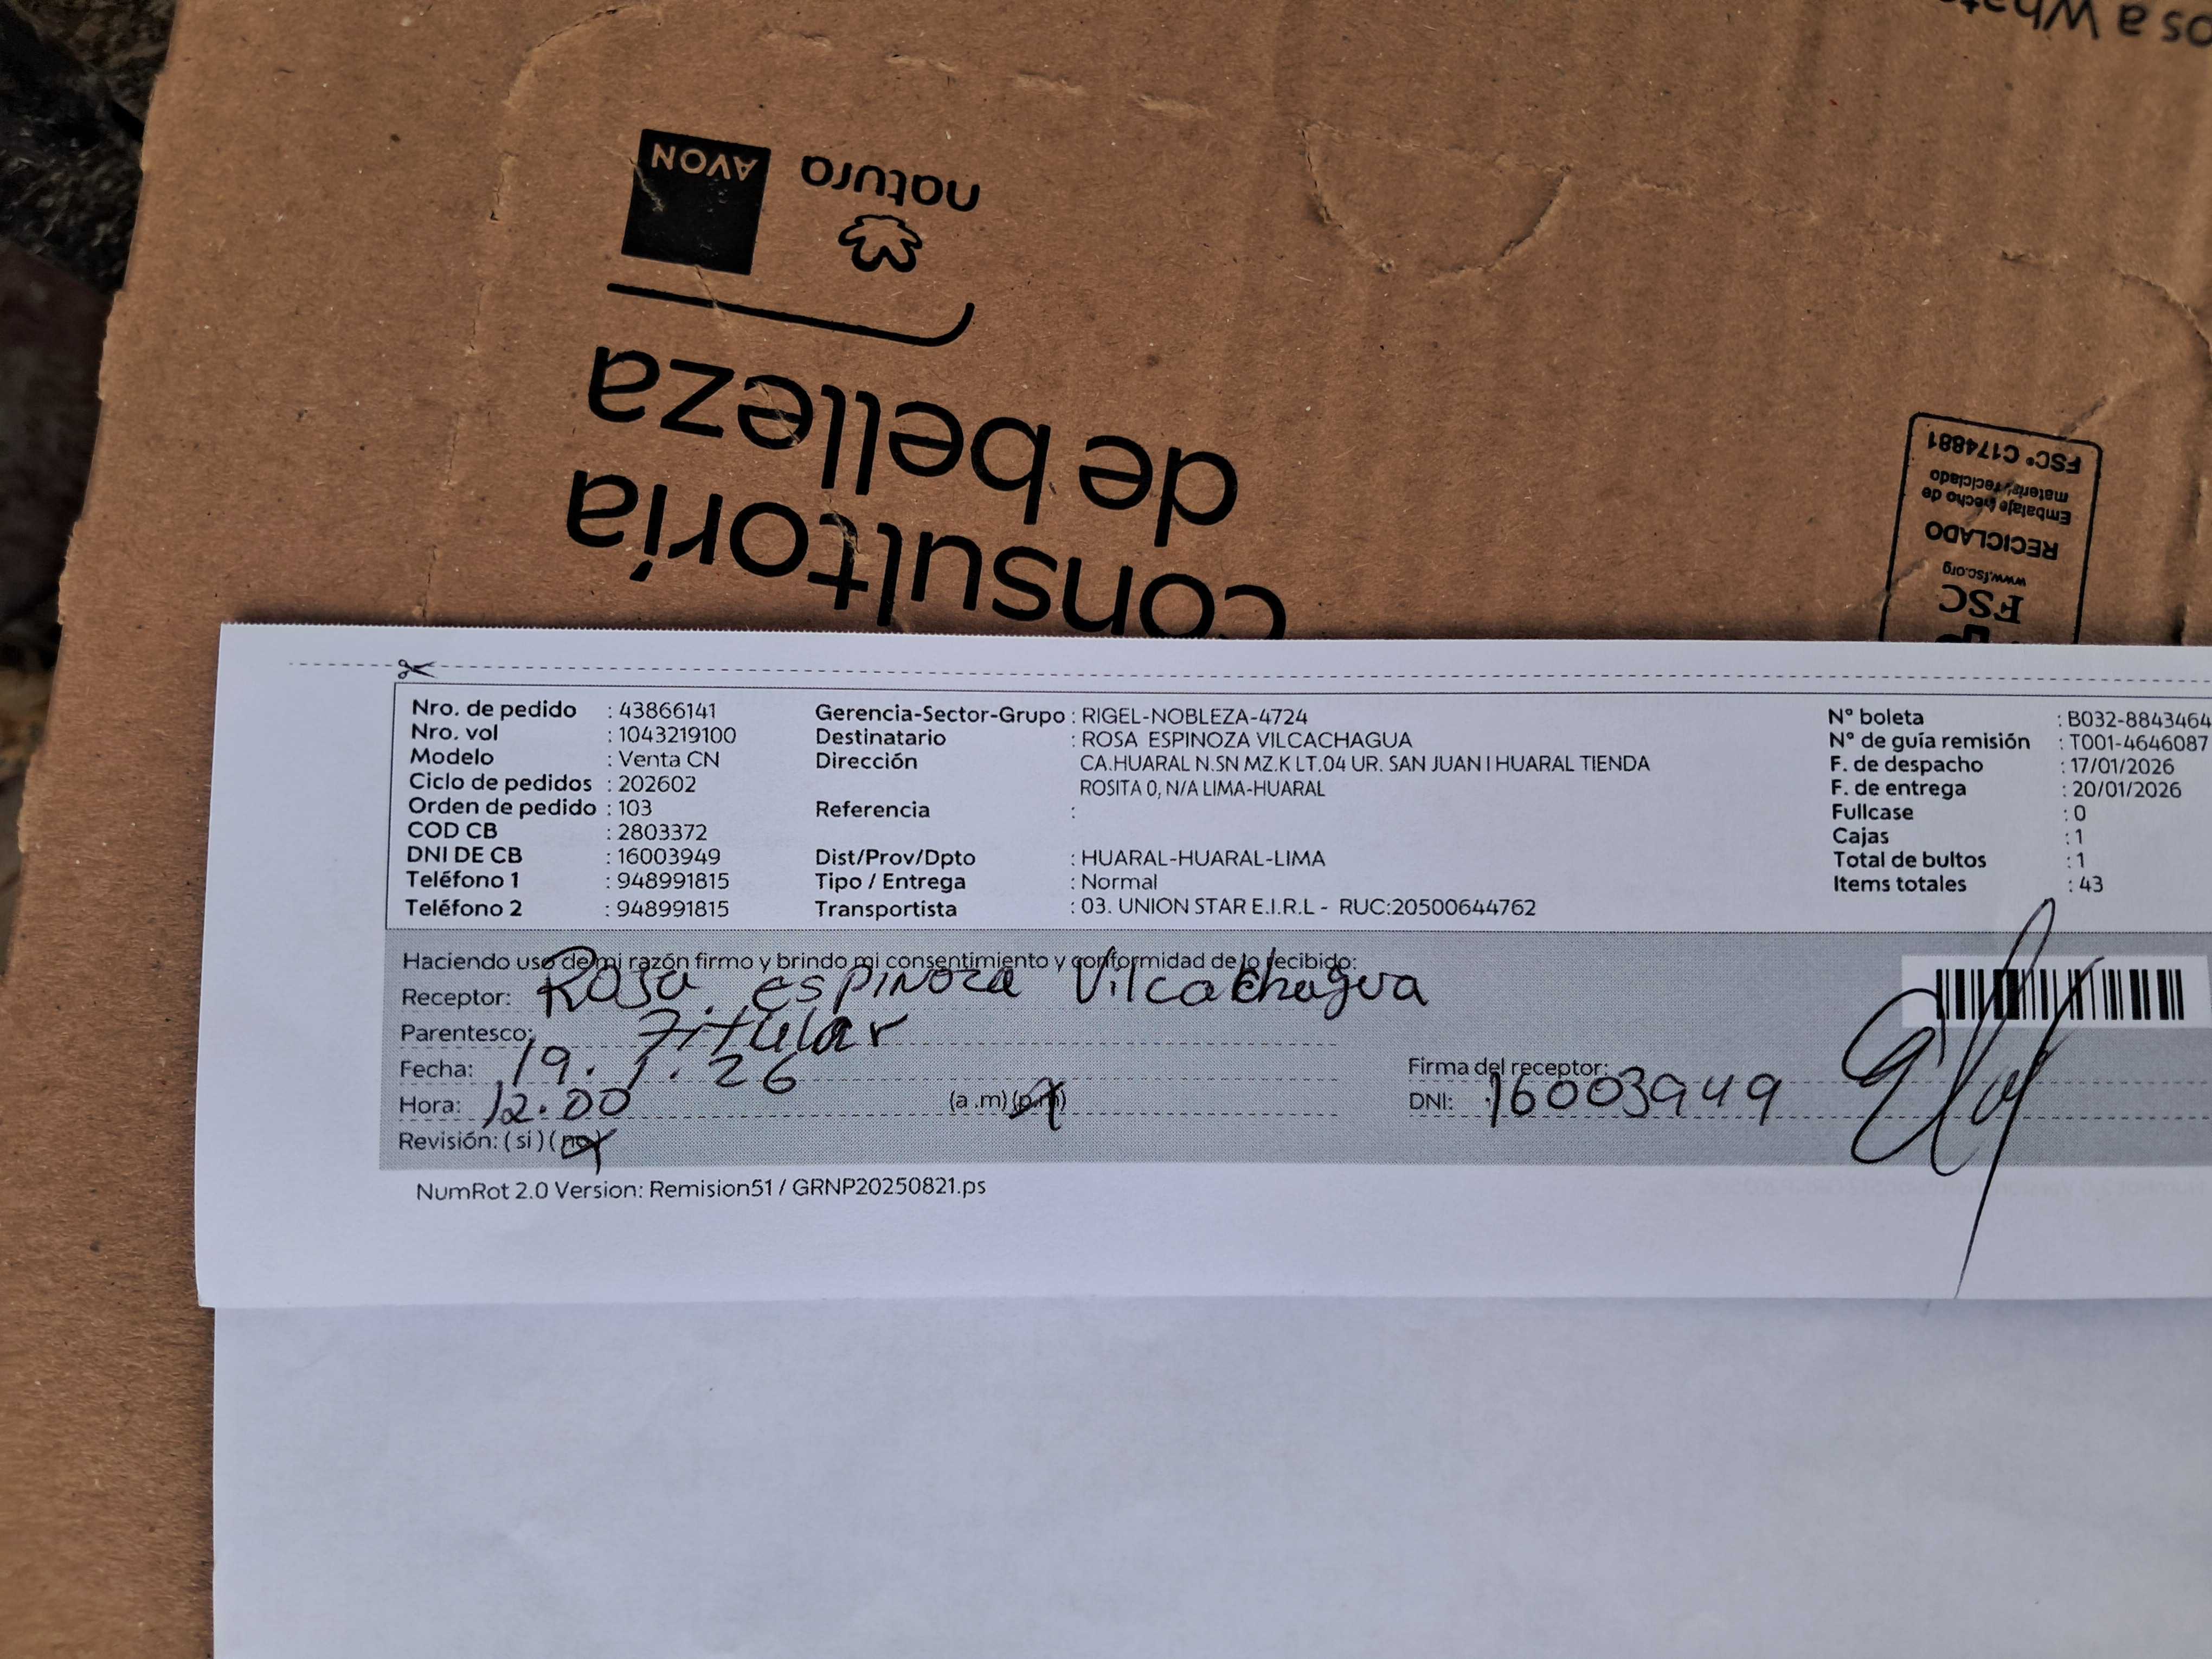 os a Whats
natura
AVON
consultoría
de belleza
FSC
www.fsc.org
RECICLADO
Embalaje hecho de
material reciclado
FSC® C174881
Nro. de pedido : 43866141
Nro. vol : 1043219100
Modelo : Venta CN
Ciclo de pedidos : 202602
Orden de pedido : 103
COD CB : 2803372
DNI DE CB : 16003949
Teléfono 1 : 948991815
Teléfono 2 : 948991815
Gerencia-Sector-Grupo : RIGEL-NOBLEZA-4724
Destinatario : ROSA ESPINOZA VILCACHAGUA
Dirección CA.HUARAL N.SN MZ.K LT.04 UR. SAN JUAN I HUARAL TIENDA
ROSITA 0, N/A LIMA-HUARAL
Referencia :
Dist/Prov/Dpto : HUARAL-HUARAL-LIMA
Tipo / Entrega : Normal
Transportista : 03. UNION STAR E.I.R.L - RUC:20500644762
N° boleta : B032-8843464
N° de guía remisión : T001-4646087
F. de despacho : 17/01/2026
F. de entrega : 20/01/2026
Fullcase : 0
Cajas : 1
Total de bultos : 1
Items totales : 43
Haciendo uso de mi razón firmo y brindo mi consentimiento y conformidad de lo recibido:
Receptor: Rosa espinoza Vilcachagua
Parentesco: Titular
Fecha: 19. 1. 26
Hora: 12.00 (a .m) (p.m)
Revisión: ( si ) ( no )
Firma del receptor:
DNI: 16003949
NumRot 2.0 Version: Remision51 / GRNP20250821.ps